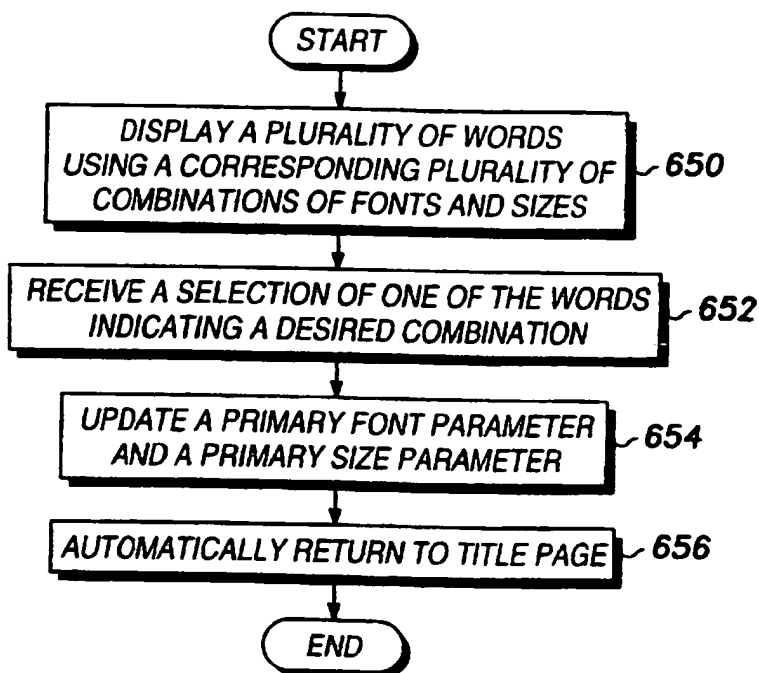 START
DISPLAY A PLURALITY OF WORDS
USING A CORRESPONDING PLURALITY OF
COMBINATIONS OF FONTS AND SIZES
650
RECEIVE A SELECTION OF ONE OF THE WORDS
INDICATING A DESIRED COMBINATION
652
UPDATE A PRIMARY FONT PARAMETER
AND A PRIMARY SIZE PARAMETER
654
AUTOMATICALLY RETURN TO TITLE PAGE
656
END